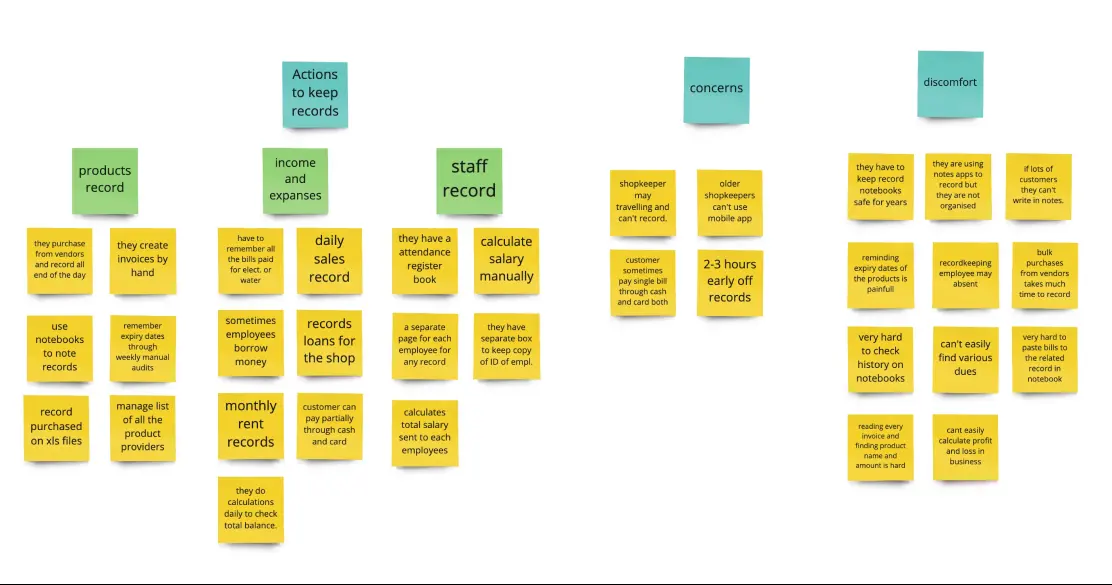 Actions
to keep
records
products
record
they purchase
from vendors
and record all
end of the day
they create
invoices by
hand
use
notebooks
to note
records
remember
expiry dates
through
weekly manual
audits
record
purchased
on xls files
manage list
of all the
product
providers
income
and
expanses
have to
remember all
the bills paid
for elect. or
water
daily
sales
record
sometimes
employees
borrow
money
records
loans for
the shop
monthly
rent
records
customer can
pay partially
through cash
and card
they do
calculations
daily to check
total balance.
staff
record
they have a
attendance
register
book
calculate
salary
manually
a separate
page for each
employee for
any record
they have
separate box
to keep copy
of ID of empl.
calculates
total salary
sent to each
employees
concerns
shopkeeper
may
travelling and
can't record.
older
shopkeepers
can't use
mobile app
customer
sometimes
pay single bill
through cash
and card both
2-3 hours
early off
records
discomfort
they have to
keep record
notebooks
safe for years
they are using
notes apps to
record but
they are not
organised
if lots of
customers
they can't
write in notes.
reminding
expiry dates of
the products is
painfull
recordkeeping
employee may
absent
bulk
purchases
from vendors
takes much
time to record
very hard
to check
history on
notebooks
can't easily
find various
dues
very hard to
paste bills to
the related
record in
notebook
reading every
invoice and
finding product
name and
amount is hard
cant easily
calculate profit
and loss in
business